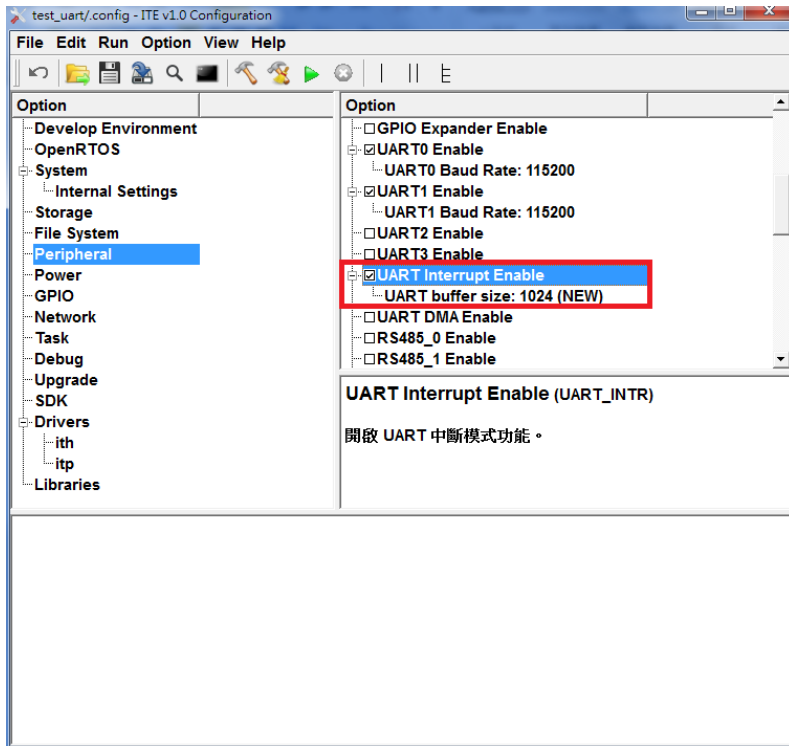 test_uart/.config - ITE v1.0 Configuration
File Edit Run Option View Help
Option
Develop Environment
OpenRTOS
System
Internal Settings
Storage
File System
Peripheral
Power
GPIO
Network
Task
Debug
Upgrade
SDK
Drivers
ith
itp
Libraries
Option
GPIO Expander Enable
UART0 Enable
UART0 Baud Rate: 115200
UART1 Enable
UART1 Baud Rate: 115200
UART2 Enable
UART3 Enable
UART Interrupt Enable
UART buffer size: 1024 (NEW)
UART DMA Enable
RS485_0 Enable
RS485_1 Enable
UART Interrupt Enable (UART_INTR)
開啟 UART 中斷模式功能。